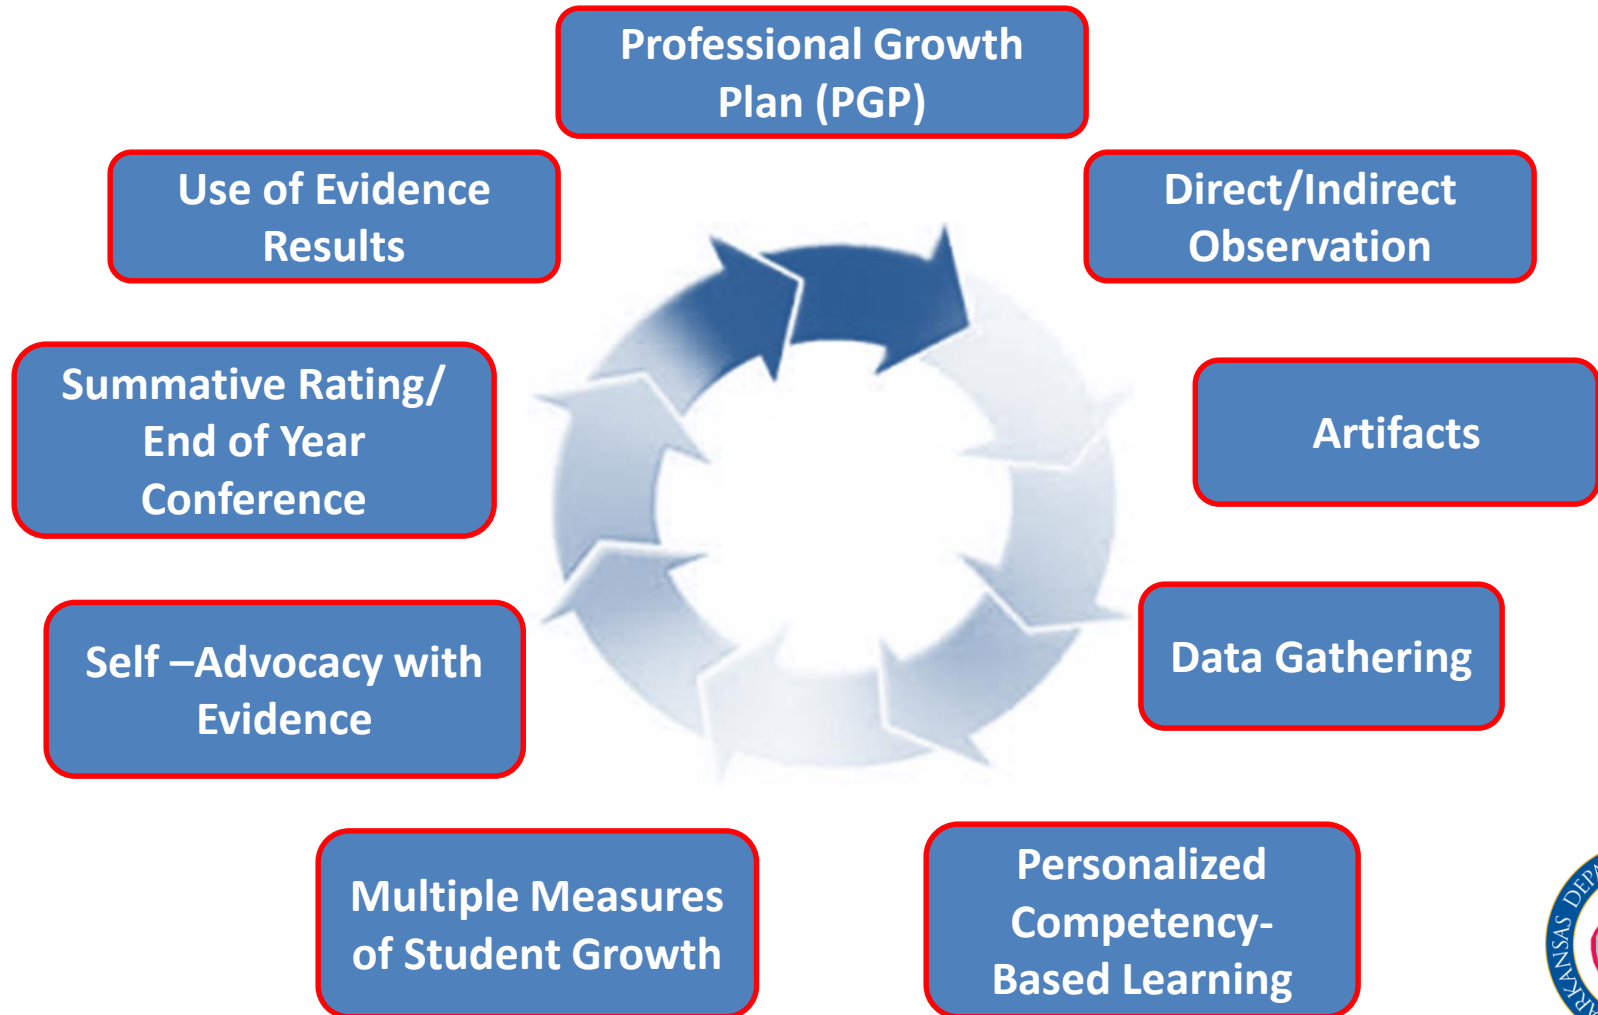 Professional Growth
Plan (PGP)
Direct/Indirect
Observation
Artifacts
Data Gathering
Personalized
Competency-
Based Learning
Multiple Measures
of Student Growth
Self –Advocacy with
Evidence
Summative Rating/
End of Year
Conference
Use of Evidence
Results
ARKANSAS